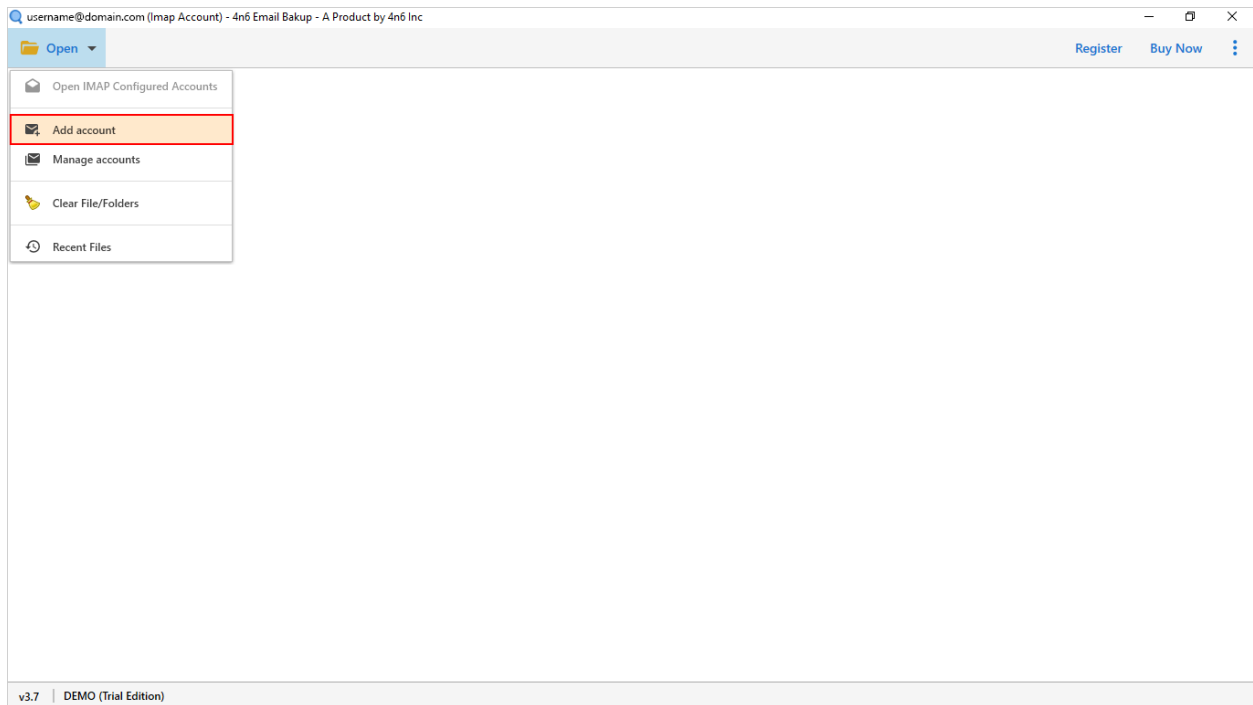 username@domain.com (Imap Account) - 4n6 Email Bakup - A Product by 4n6 Inc
Open
Register
Buy Now
Open IMAP Configured Accounts
Add account
Manage accounts
Clear File/Folders
Recent Files
v3.7
DEMO (Trial Edition)